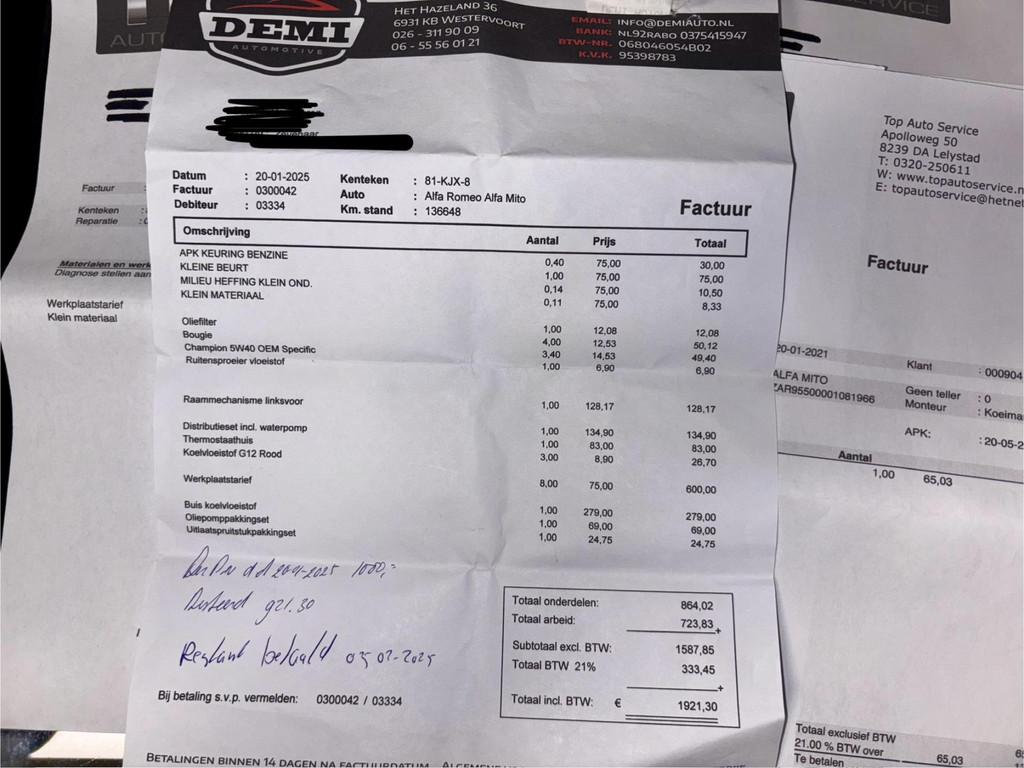 DEMI
AUTOMOTIVE
HET HAZELAND 36
6931 KB WESTERVOORT
026 - 311 90 09
06 - 55 56 01 21
EMAIL: INFO@DEMIAUTO.NL
BANK: NL92RABO 0375415947
BTW-NR. 068046054B02
K.V.K. 95398783
Datum : 20-01-2025
Factuur : 0300042
Debiteur : 03334
Kenteken : 81-KJX-8
Auto : Alfa Romeo Alfa Mito
Km. stand : 136648
Factuur
Omschrijving Aantal Prijs Totaal
APK KEURING BENZINE 0,40 75,00 30,00
KLEINE BEURT 1,00 75,00 75,00
MILIEU HEFFING KLEIN OND. 0,14 75,00 10,50
KLEIN MATERIAAL 0,11 75,00 8,33
Oliefilter 1,00 12,08 12,08
Bougie 4,00 12,53 50,12
Champion 5W40 OEM Specific 3,40 14,53 49,40
Ruitensproeier vloeistof 1,00 6,90 6,90
Raammechanisme linksvoor 1,00 128,17 128,17
Distributieset incl. waterpomp 1,00 134,90 134,90
Thermostaathuis 1,00 83,00 83,00
Koelvloeistof G12 Rood 3,00 8,90 26,70
Werkplaatstarief 8,00 75,00 600,00
Buis koelvloeistof 1,00 279,00 279,00
Oliepomppakkingset 1,00 69,00 69,00
Uitlaatspruitstukpakkingset 1,00 24,75 24,75
20-01-2025 1000,=
921.30
Restant betaald 05-02-2025
Totaal onderdelen: 864,02
Totaal arbeid: 723,83 +
Subtotaal excl. BTW: 1587,85
Totaal BTW 21% 333,45
+
Totaal incl. BTW: € 1921,30
Bij betaling s.v.p. vermelden: 0300042 / 03334
BETALINGEN BINNEN 14 DAGEN NA FACTUURDATUM
AUT
Factuur :
Kenteken :
Reparatie :
Materialen en werk
Diagnose stellen aan
Werkplaatstarief
Klein materiaal
SERVICE
Top Auto Service
Apolloweg 50
8239 DA Lelystad
T: 0320-250611
W: www.topautoservice.n
E: topautoservice@hetnet
Factuur
20-01-2021
Klant : 000904
ALFA MITO
ZAR95500001081966
Geen teller : 0
Monteur : Koeima
APK: : 20-05-2
Aantal
1,00 65,03
Totaal exclusief BTW
21.00 % BTW over 65,03
Te betalen